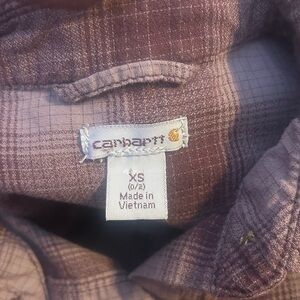 carhartt
XS
(0/2)
Made in
Vietnam